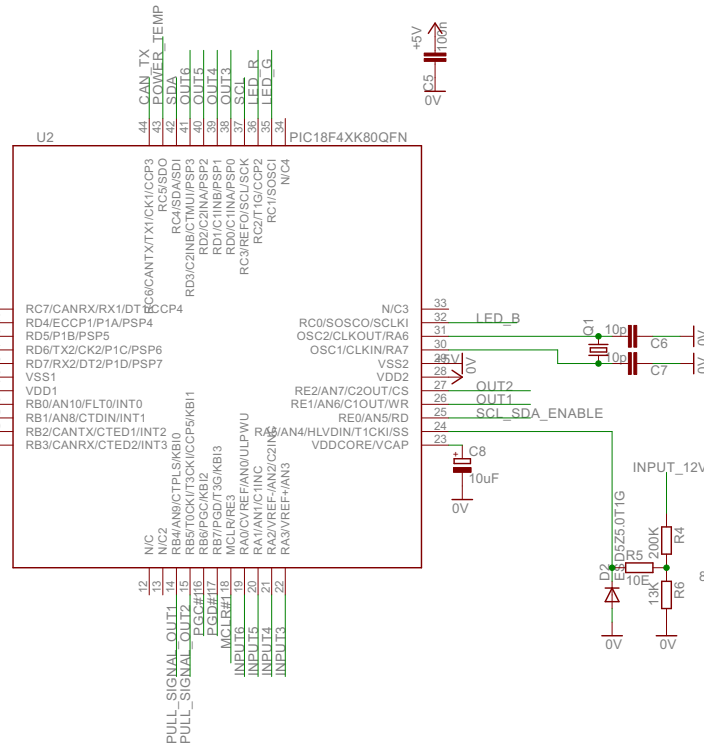 +5V
100n
C5
0V
CAN_TX
POWER_TEMP
SDA
OUT6
OUT5
OUT4
OUT3
SCL
LED_R
LED_G
44
43
42
41
40
39
38
37
36
35
34
U2
PIC18F4XK80QFN
RC6/CANTX/TX1/CK1/CCP3
RC5/SDO
RC4/SDA/SDI
RD3/C2INB/CTMUI/PSP3
RD2/C2INA/PSP2
RD1/C1INB/PSP1
RD0/C1INA/PSP0
RC3/REFO/SCL/SCK
RC2/T1G/CCP2
RC1/SOSCI
N/C4
RC7/CANRX/RX1/DT1/CCP4
RD4/ECCP1/P1A/PSP4
RD5/P1B/PSP5
RD6/TX2/CK2/P1C/PSP6
RD7/RX2/DT2/P1D/PSP7
VSS1
VDD1
RB0/AN10/FLT0/INT0
RB1/AN8/CTDIN/INT1
RB2/CANTX/CTED1/INT2
RB3/CANRX/CTED2/INT3
N/C3 33
RC0/SOSCO/SCLKI 32 LED_B
OSC2/CLKOUT/RA6 31
OSC1/CLKIN/RA7 30
VSS2 29 0V
VDD2 28 +5V
RE2/AN7/C2OUT/CS 27 OUT2
RE1/AN6/C1OUT/WR 26 OUT1
RE0/AN5/RD 25 SCL_SDA_ENABLE
RA5/AN4/HLVDIN/T1CKI/SS 24
VDDCORE/VCAP 23
Q1
10p
C6
0V
10p
C7
0V
+
C8
10uF
0V
INPUT_12V
200K
R4
R5
10E
13K
R6
D2
ESD5Z5.0T1G
0V
0V
8
N/C
N/C2
RB4/AN9/CTPLS/KBI0
RB5/T0CKI/T3CKI/CCP5/KBI1
RB6/PGC/KBI2
RB7/PGD/T3G/KBI3
MCLR/RE3
RA0/CVREF/AN0/ULPWU
RA1/AN1/C1INC
RA2/VREF-/AN2/C2INC
RA3/VREF+/AN3
12
13
14
15
16
17
18
19
20
21
22
PULL_SIGNAL_OUT1
PULL_SIGNAL_OUT2
PGC#1
PGD#1
MCLR#1
INPUT6
INPUT5
INPUT4
INPUT3